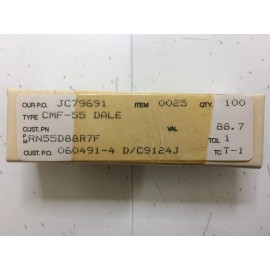 OUR P.O. JC79691 ITEM 0025 QTY. 100
TYPE CMF-55 DALE
CUST. PN VAL 88.7
P/M RN55D88R7F TOL 1
CUST. P.O. 060491-4 D/C9124J TC T-1